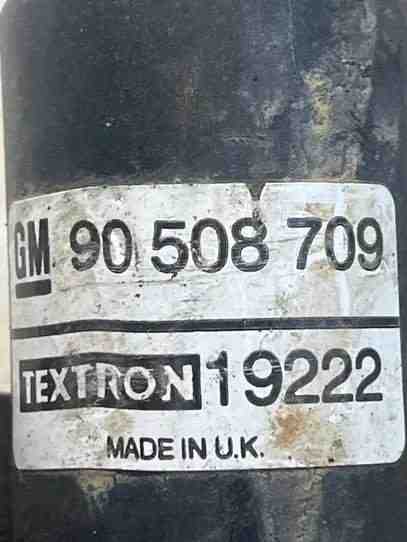 GM 90 508 709
TEXTRON 19222
MADE IN U.K.